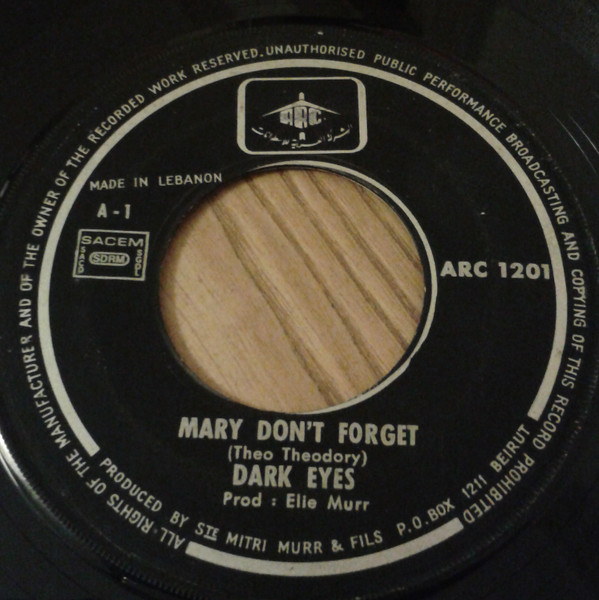 ALL-RIGHTS OF THE MANUFACTURER AND OF THE OWNER OF THE RECORDED WORK RESERVED. UNAUTHORISED PUBLIC PERFORMANCE BROADCASTING AND COPYING OF THIS RECORD PROHIBITED
ARC
MADE IN LEBANON
A-1
SACEM
SDRM
ARC 1201
MARY DON'T FORGET
(Theo Theodory)
DARK EYES
Prod : Elie Murr
PRODUCED BY STE MITRI MURR & FILS P.O.BOX 1211 BEIRUT